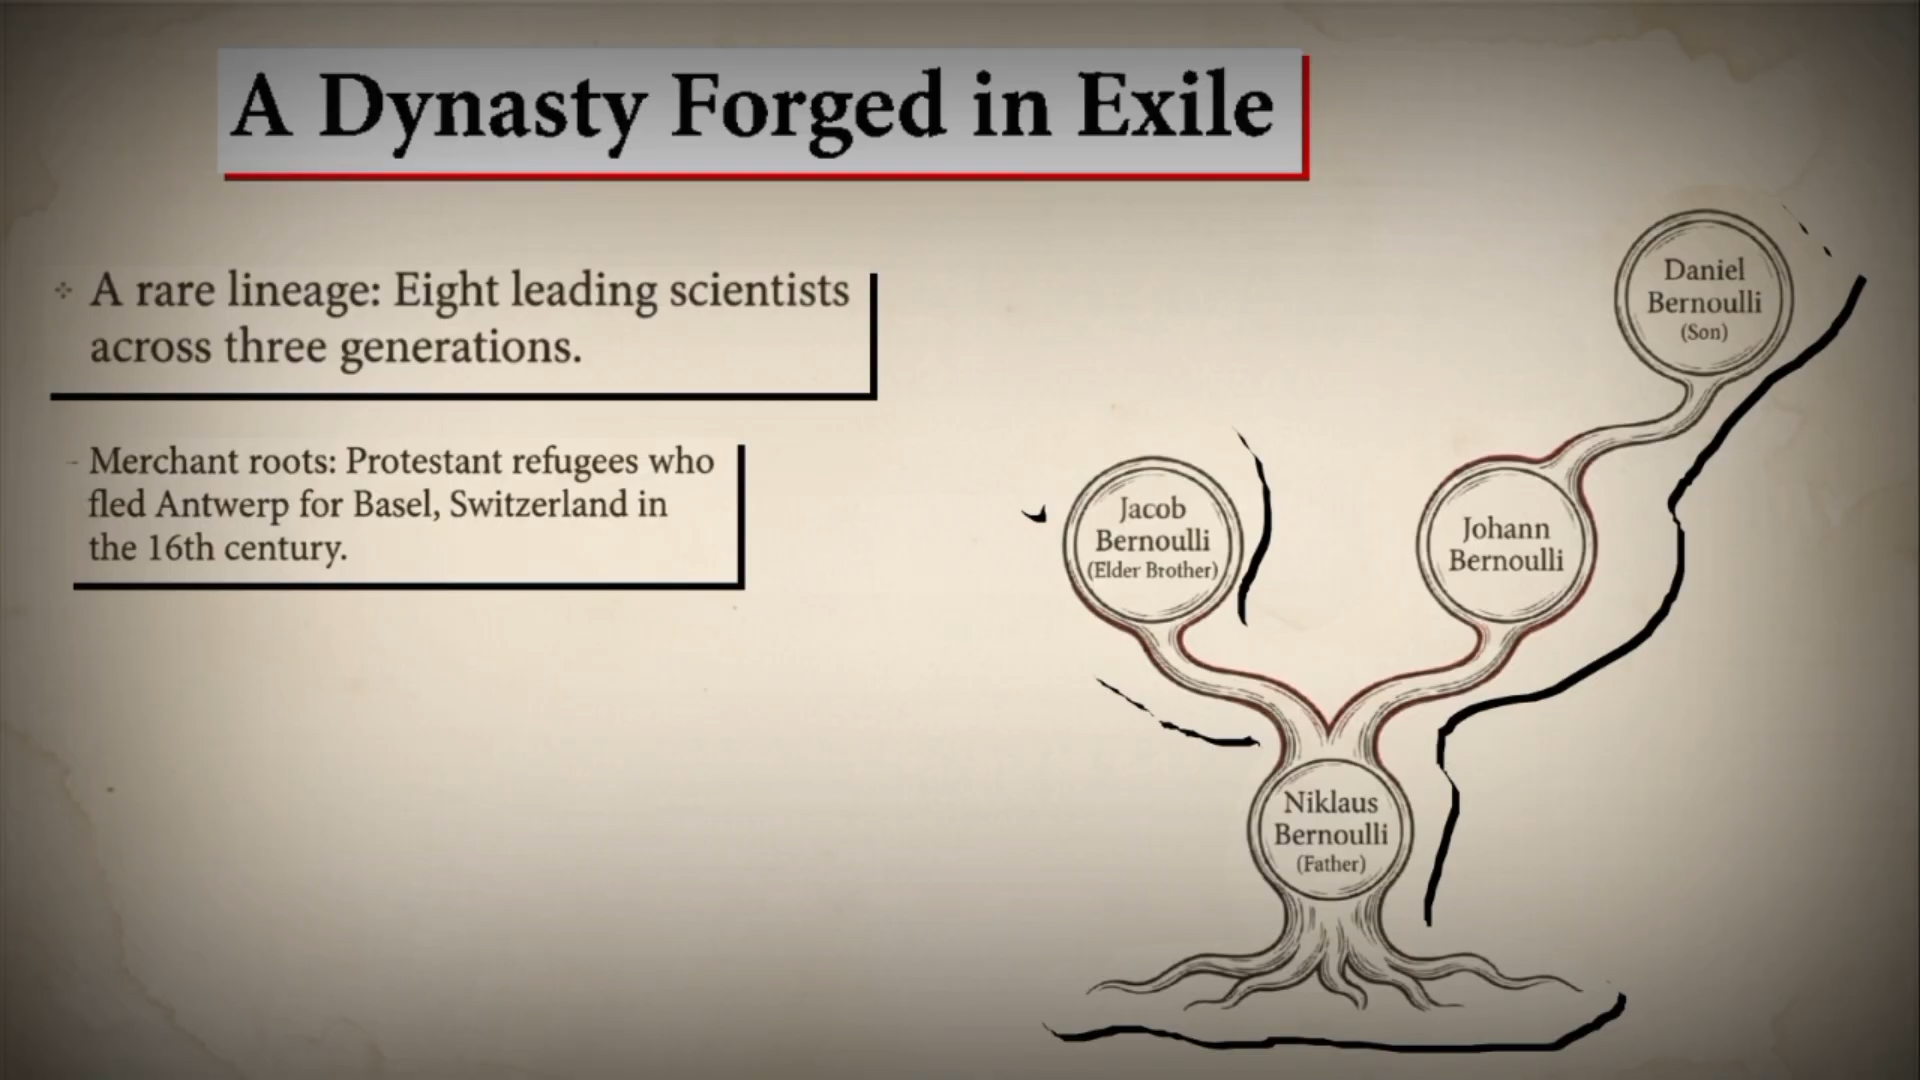 A Dynasty Forged in Exile
A rare lineage: Eight leading scientists
across three generations.
Merchant roots: Protestant refugees who
fled Antwerp for Basel, Switzerland in
the 16th century.
Daniel
Bernoulli
(Son)
Jacob
Bernoulli
(Elder Brother)
Johann
Bernoulli
Niklaus
Bernoulli
(Father)